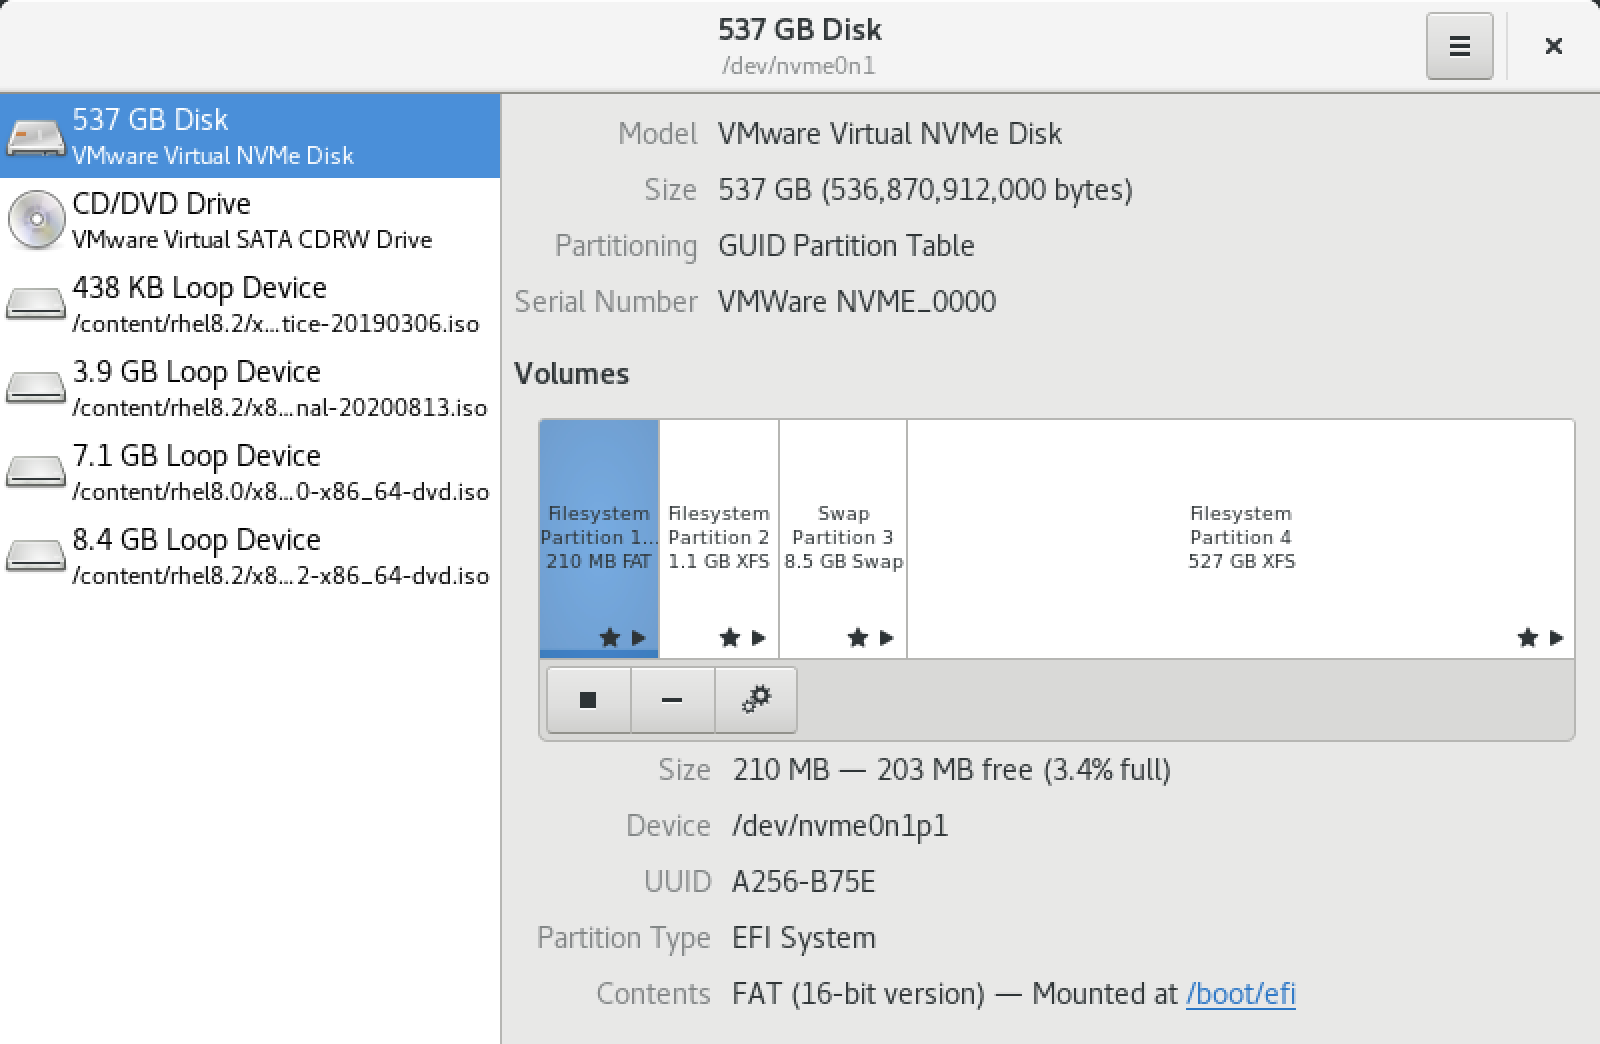 537 GB Disk
/dev/nvme0n1
537 GB Disk
VMware Virtual NVMe Disk
CD/DVD Drive
VMware Virtual SATA CDRW Drive
438 KB Loop Device
/content/rhel8.2/x...tice-20190306.iso
3.9 GB Loop Device
/content/rhel8.2/x8...nal-20200813.iso
7.1 GB Loop Device
/content/rhel8.0/x8...0-x86_64-dvd.iso
8.4 GB Loop Device
/content/rhel8.2/x8...2-x86_64-dvd.iso
Model VMware Virtual NVMe Disk
Size 537 GB (536,870,912,000 bytes)
Partitioning GUID Partition Table
Serial Number VMWare NVME_0000
Volumes
Filesystem
Partition 1...
210 MB FAT
Filesystem
Partition 2
1.1 GB XFS
Swap
Partition 3
8.5 GB Swap
Filesystem
Partition 4
527 GB XFS
Size 210 MB — 203 MB free (3.4% full)
Device /dev/nvme0n1p1
UUID A256-B75E
Partition Type EFI System
Contents FAT (16-bit version) — Mounted at /boot/efi